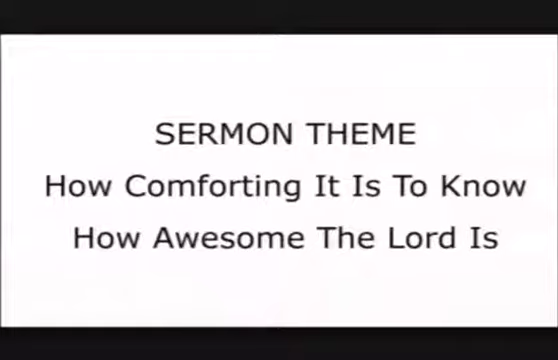 SERMON THEME
How Comforting It Is To Know
How Awesome The Lord Is